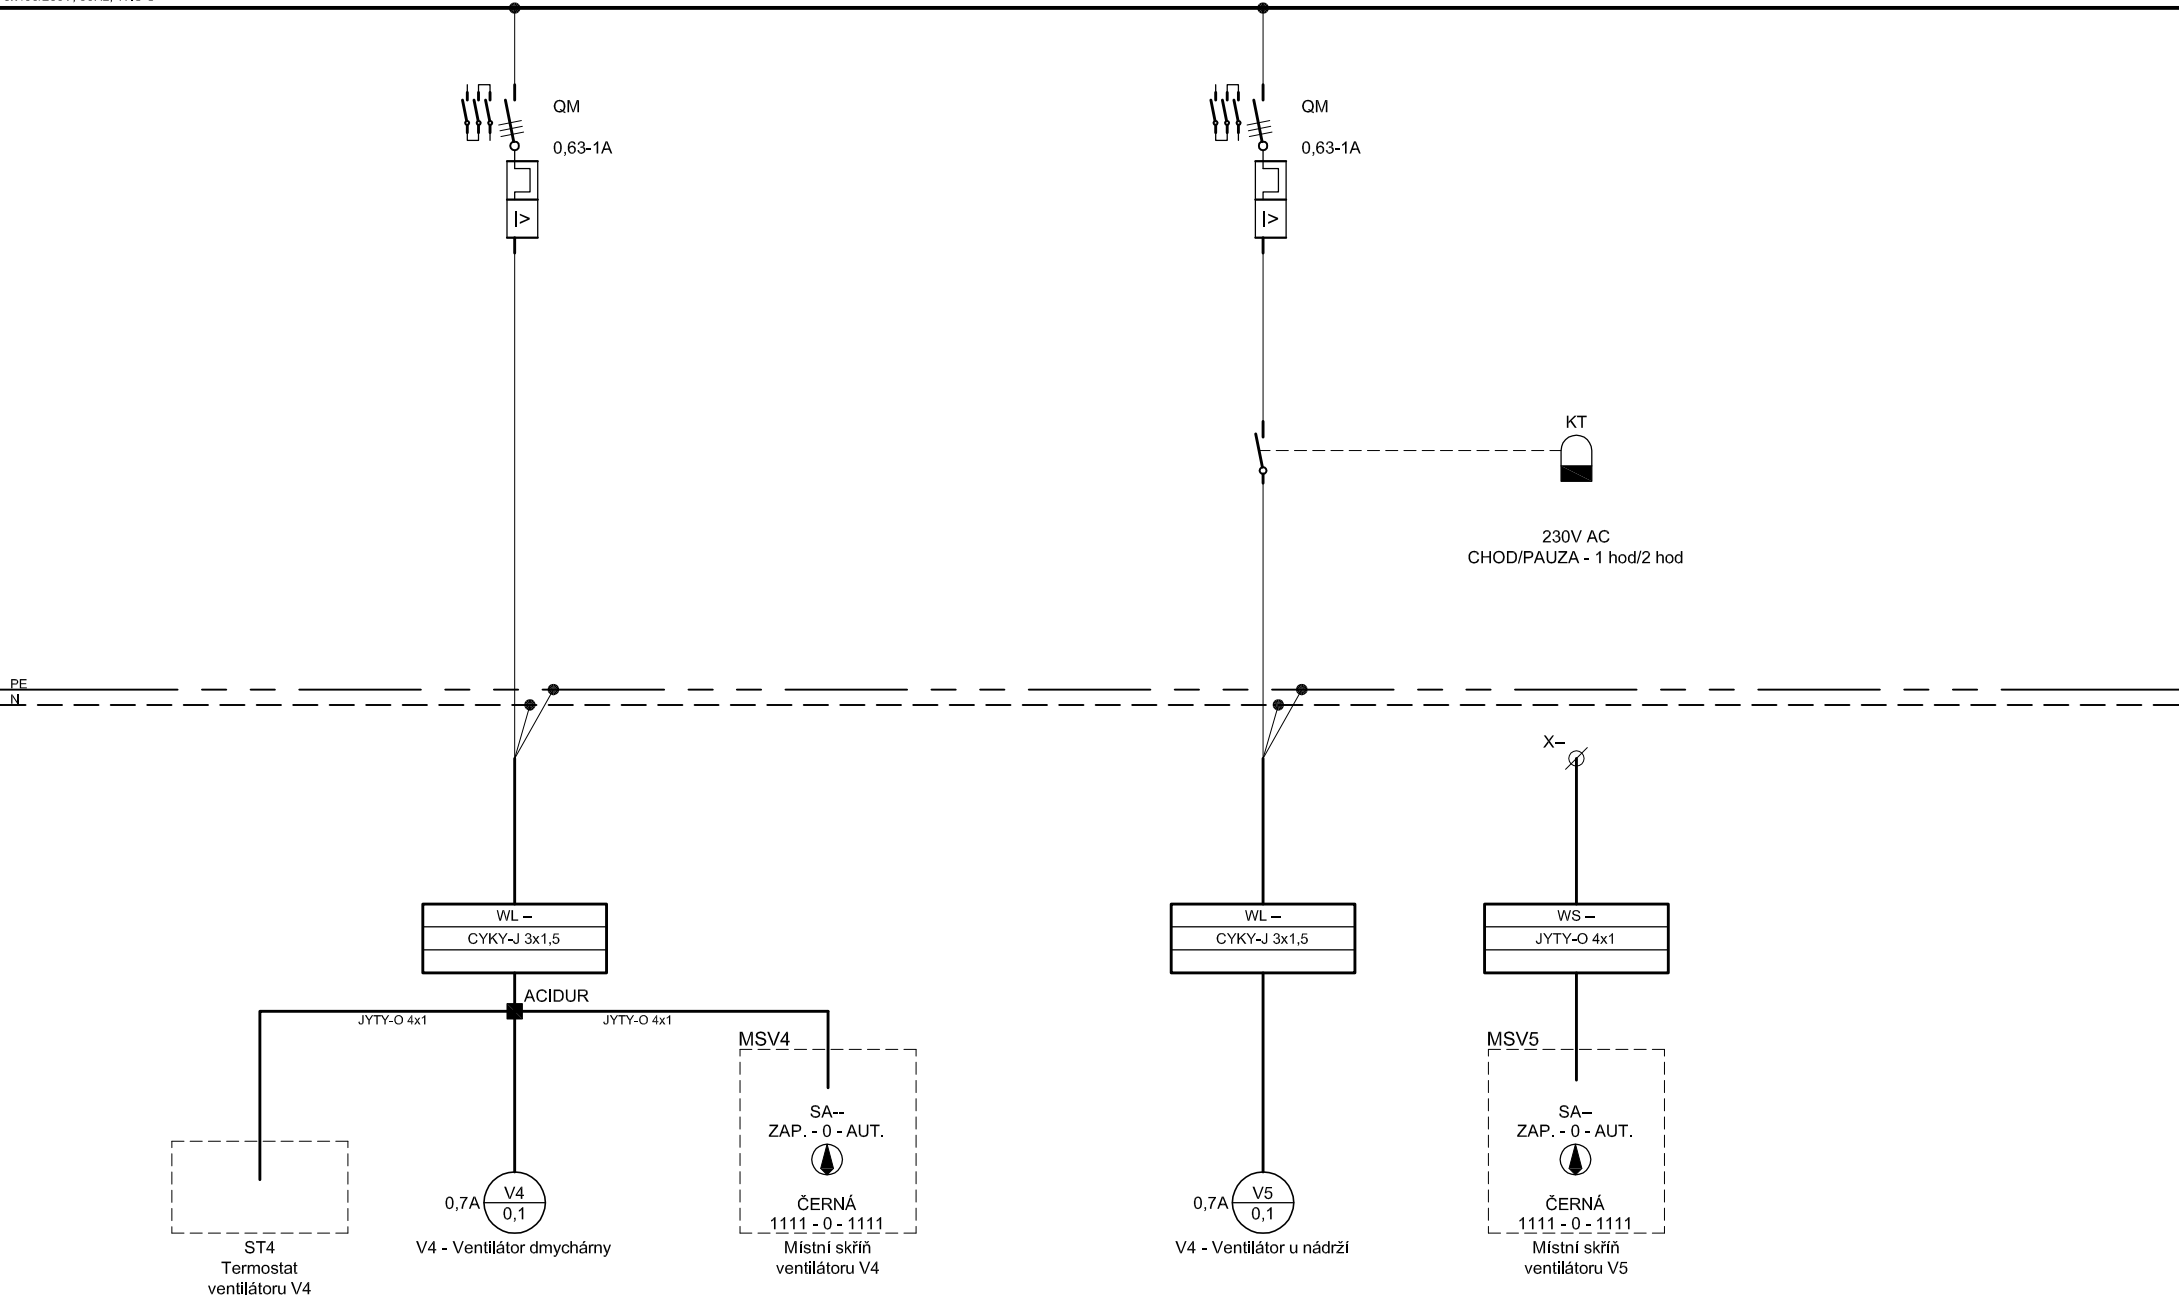 QM
0,63-1A
I>
QM
0,63-1A
I>
KT
230V AC
CHOD/PAUZA - 1 hod/2 hod
PE
N
X–
WL –
CYKY-J 3x1,5
WL –
CYKY-J 3x1,5
WS –
JYTY-O 4x1
ACIDUR
JYTY-O 4x1
JYTY-O 4x1
MSV4
SA--
ZAP. - 0 - AUT.
ČERNÁ
1111 - 0 - 1111
Místní skříň
ventilátoru V4
MSV5
SA–
ZAP. - 0 - AUT.
ČERNÁ
1111 - 0 - 1111
Místní skříň
ventilátoru V5
ST4
Termostat
ventilátoru V4
0,7A
V4
0,1
V4 - Ventilátor dmychárny
0,7A
V5
0,1
V4 - Ventilátor u nádrží